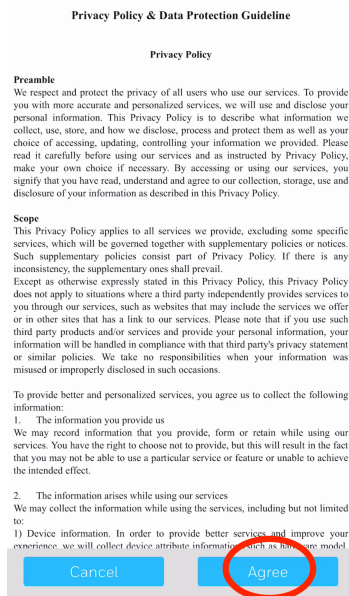 Privacy Policy & Data Protection Guideline
Privacy Policy
Preamble
We respect and protect the privacy of all users who use our services. To provide
you with more accurate and personalized services, we will use and disclose your
personal information. This Privacy Policy is to describe what information we
collect, use, store, and how we disclose, process and protect them as well as your
choice of accessing, updating, controlling your information we provided. Please
read it carefully before using our services and as instructed by Privacy Policy,
make your own choice if necessary. By accessing or using our services, you
signify that you have read, understand and agree to our collection, storage, use and
disclosure of your information as described in this Privacy Policy.
Scope
This Privacy Policy applies to all services we provide, excluding some specific
services, which will be governed together with supplementary policies or notices.
Such supplementary policies consist part of Privacy Policy. If there is any
inconsistency, the supplementary ones shall prevail.
Except as otherwise expressly stated in this Privacy Policy, this Privacy Policy
does not apply to situations where a third party independently provides services to
you through our services, such as websites that may include the services we offer
or in other sites that has a link to our services. Please note that if you use such
third party products and/or services and provide your personal information, your
information will be handled in compliance with that third party's privacy statement
or similar policies. We take no responsibilities when your information was
misused or improperly disclosed in such occasions.
To provide better and personalized services, you agree us to collect the following
information:
1. The information you provide us
We may record information that you provide, form or retain while using our
services. You have the right to choose not to provide, but this will result in the fact
that you may not be able to use a particular service or feature or unable to achieve
the intended effect.
2. The information arises while using our services
We may collect the information while using the services, including but not limited
to:
1) Device information. In order to provide better services and improve your
experience, we will collect device attribute information such as hardware model,
Cancel
Agree